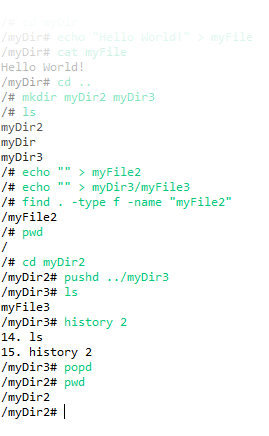 /# cd myDir
/myDir# echo "Hello World!" > myFile
/myDir# cat myFile
Hello World!
/myDir# cd ..
/# mkdir myDir2 myDir3
/# ls
myDir2
myDir
myDir3
/# echo "" > myFile2
/# echo "" > myDir3/myFile3
/# find . -type f -name "myFile2"
/myFile2
/# pwd
/
/# cd myDir2
/myDir2# pushd ../myDir3
/myDir3# ls
myFile3
/myDir3# history 2
14. ls
15. history 2
/myDir3# popd
/myDir2# pwd
/myDir2
/myDir2#